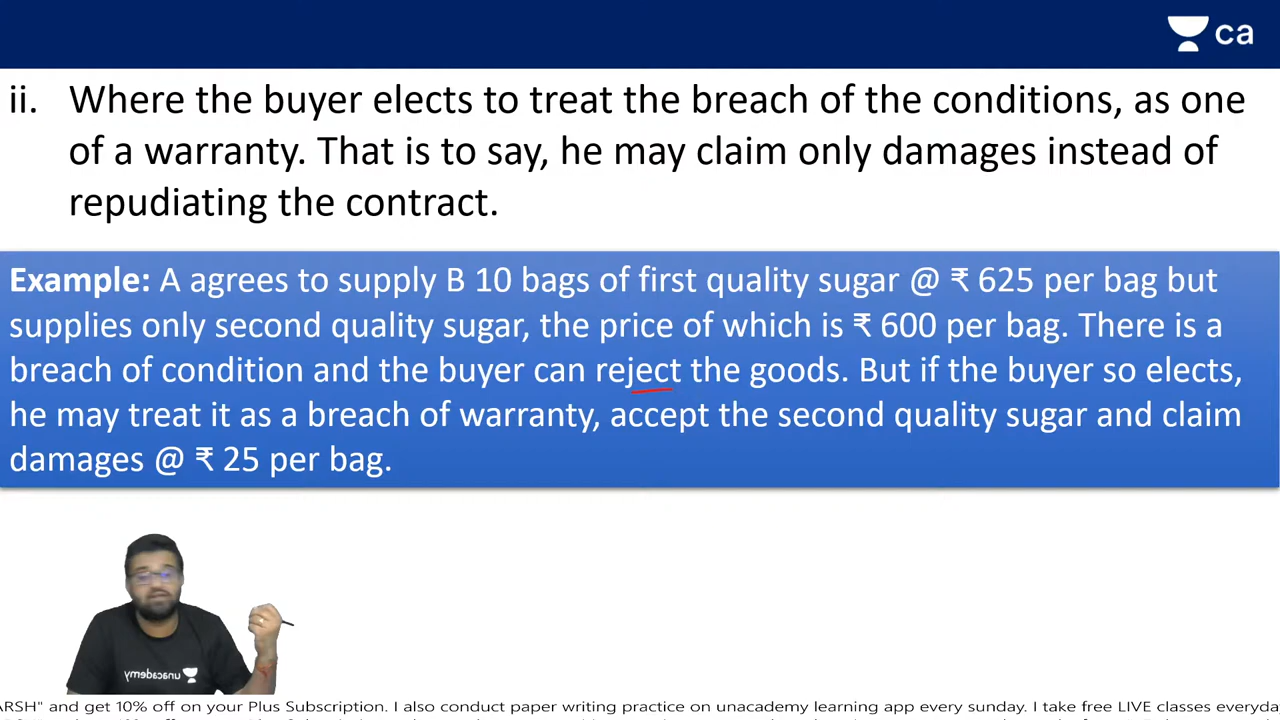 ca
ii. Where the buyer elects to treat the breach of the conditions, as one
of a warranty. That is to say, he may claim only damages instead of
repudiating the contract.
Example: A agrees to supply B 10 bags of first quality sugar @ ₹ 625 per bag but
supplies only second quality sugar, the price of which is ₹ 600 per bag. There is a
breach of condition and the buyer can reject the goods. But if the buyer so elects,
he may treat it as a breach of warranty, accept the second quality sugar and claim
damages @ ₹ 25 per bag.
unacademy
ARSH" and get 10% off on your Plus Subscription. I also conduct paper writing practice on unacademy learning app every sunday. I take free LIVE classes everyda